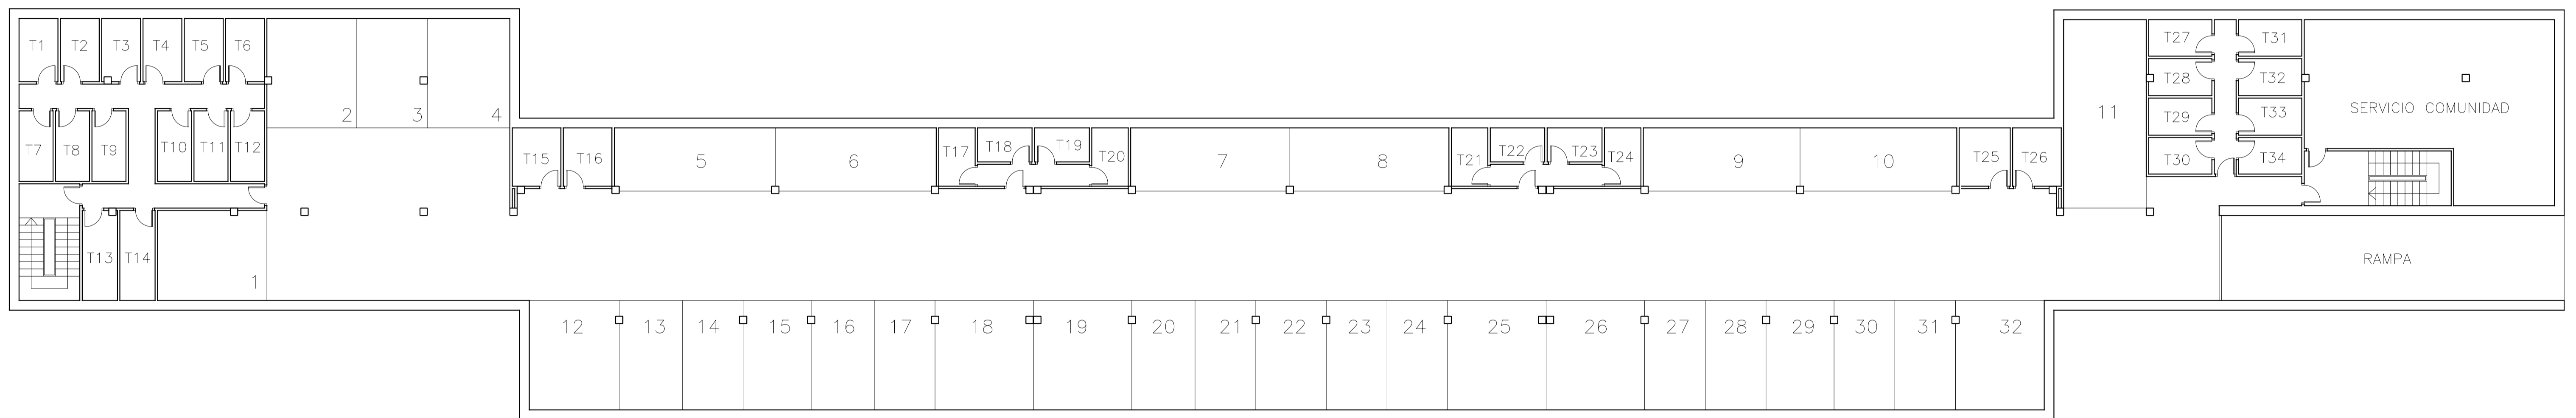 T1 T2 T3 T4 T5 T6
T27 T31
T28 T32
2 3 4
11
SERVICIO COMUNIDAD
T29 T33
T7 T8 T9 T10 T11 T12
T15 T16 5 6 T17 T18 T19 T20 7 8 T21 T22 T23 T24 9 10 T25 T26
T30 T34
T13 T14
1
RAMPA
12 13 14 15 16 17 18 19 20 21 22 23 24 25 26 27 28 29 30 31 32